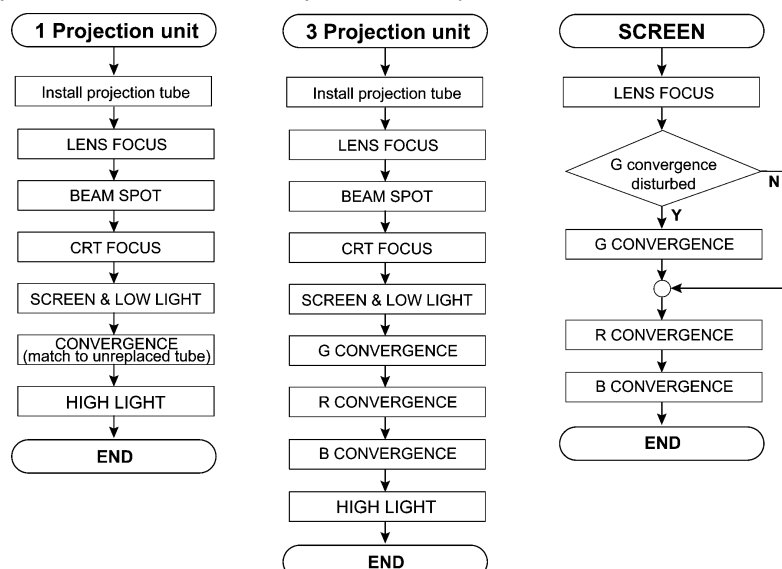 1 Projection unit
Install projection tube
LENS FOCUS
BEAM SPOT
CRT FOCUS
SCREEN & LOW LIGHT
CONVERGENCE
(match to unreplaced tube)
HIGH LIGHT
END
3 Projection unit
Install projection tube
LENS FOCUS
BEAM SPOT
CRT FOCUS
SCREEN & LOW LIGHT
G CONVERGENCE
R CONVERGENCE
B CONVERGENCE
HIGH LIGHT
END
SCREEN
LENS FOCUS
G convergence
disturbed
N
Y
G CONVERGENCE
R CONVERGENCE
B CONVERGENCE
END